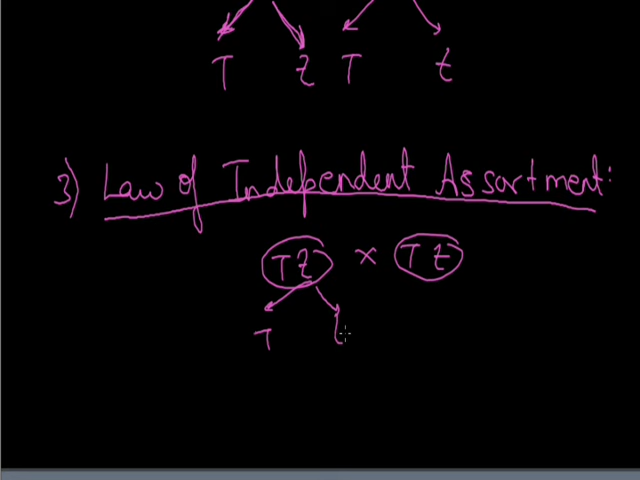 T t T t
3) Law of Independent Assortment:
Tt × Tt
T t